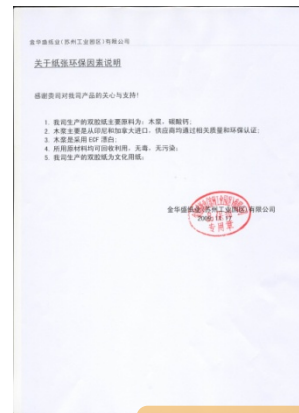 金华盛纸业(苏州工业园区)有限公司
关于纸张环保因素说明
感谢贵司对我司产品的关心与支持!
1. 我司生产的双胶纸主要原料为:木浆,碳酸钙;
2. 木浆主要是从印尼和加拿大进口,供应商均通过相关质量和环保认证;
3. 木浆是采用 ECF 漂白;
4. 所用原材料均可回收利用、无毒、无污染;
5. 我司生产的双胶纸为文化用纸;
金华盛纸业(苏州工业园区)有限公司
专用章